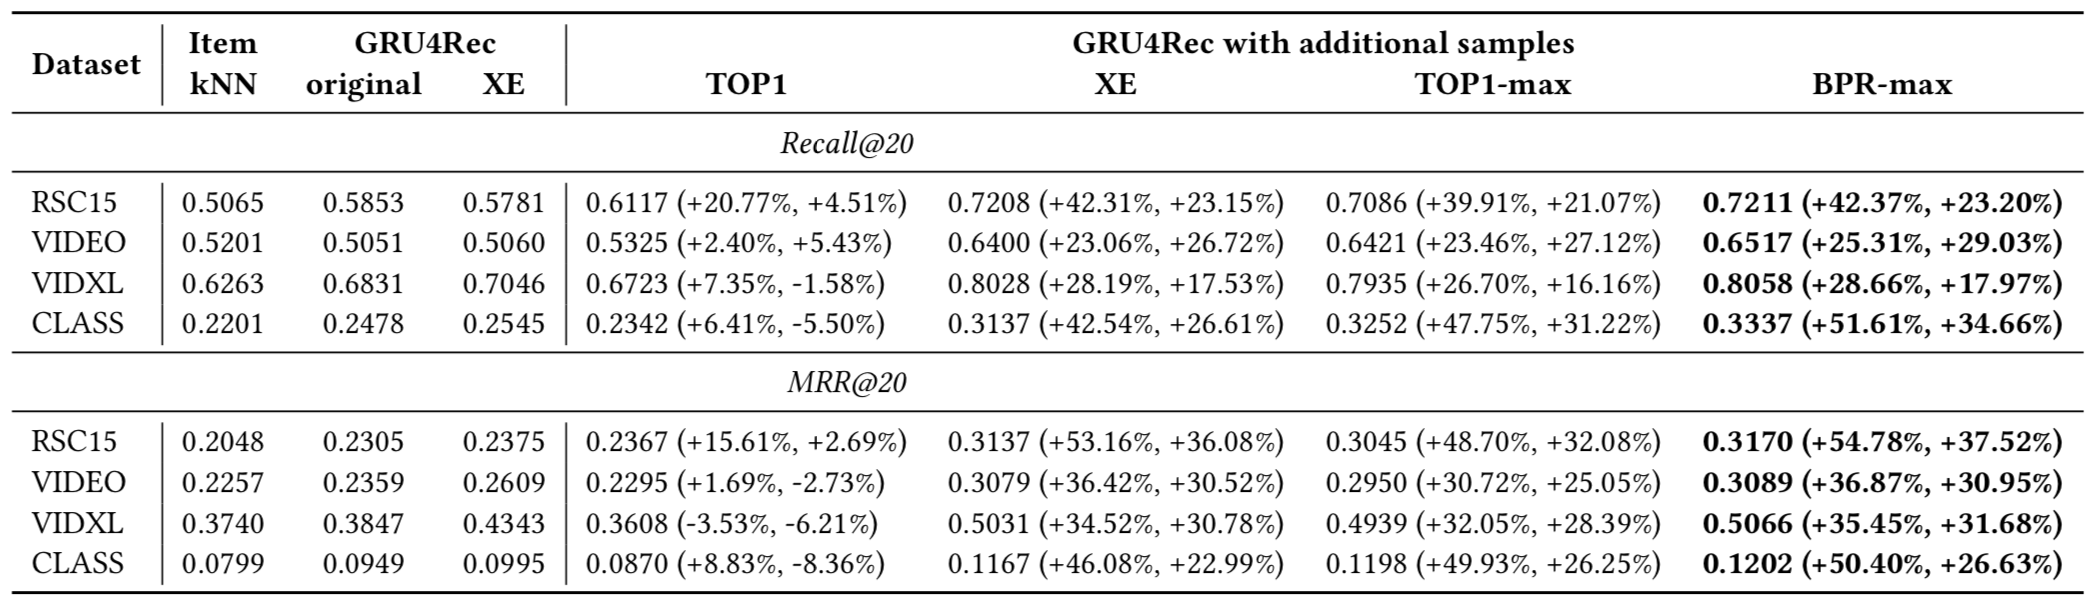 Dataset Item kNN GRU4Rec original XE GRU4Rec with additional samples
TOP1 XE TOP1-max BPR-max
Recall@20
RSC15 0.5065 0.5853 0.5781 0.6117 (+20.77%, +4.51%) 0.7208 (+42.31%, +23.15%) 0.7086 (+39.91%, +21.07%) 0.7211 (+42.37%, +23.20%)
VIDEO 0.5201 0.5051 0.5060 0.5325 (+2.40%, +5.43%) 0.6400 (+23.06%, +26.72%) 0.6421 (+23.46%, +27.12%) 0.6517 (+25.31%, +29.03%)
VIDXL 0.6263 0.6831 0.7046 0.6723 (+7.35%, -1.58%) 0.8028 (+28.19%, +17.53%) 0.7935 (+26.70%, +16.16%) 0.8058 (+28.66%, +17.97%)
CLASS 0.2201 0.2478 0.2545 0.2342 (+6.41%, -5.50%) 0.3137 (+42.54%, +26.61%) 0.3252 (+47.75%, +31.22%) 0.3337 (+51.61%, +34.66%)
MRR@20
RSC15 0.2048 0.2305 0.2375 0.2367 (+15.61%, +2.69%) 0.3137 (+53.16%, +36.08%) 0.3045 (+48.70%, +32.08%) 0.3170 (+54.78%, +37.52%)
VIDEO 0.2257 0.2359 0.2609 0.2295 (+1.69%, -2.73%) 0.3079 (+36.42%, +30.52%) 0.2950 (+30.72%, +25.05%) 0.3089 (+36.87%, +30.95%)
VIDXL 0.3740 0.3847 0.4343 0.3608 (-3.53%, -6.21%) 0.5031 (+34.52%, +30.78%) 0.4939 (+32.05%, +28.39%) 0.5066 (+35.45%, +31.68%)
CLASS 0.0799 0.0949 0.0995 0.0870 (+8.83%, -8.36%) 0.1167 (+46.08%, +22.99%) 0.1198 (+49.93%, +26.25%) 0.1202 (+50.40%, +26.63%)